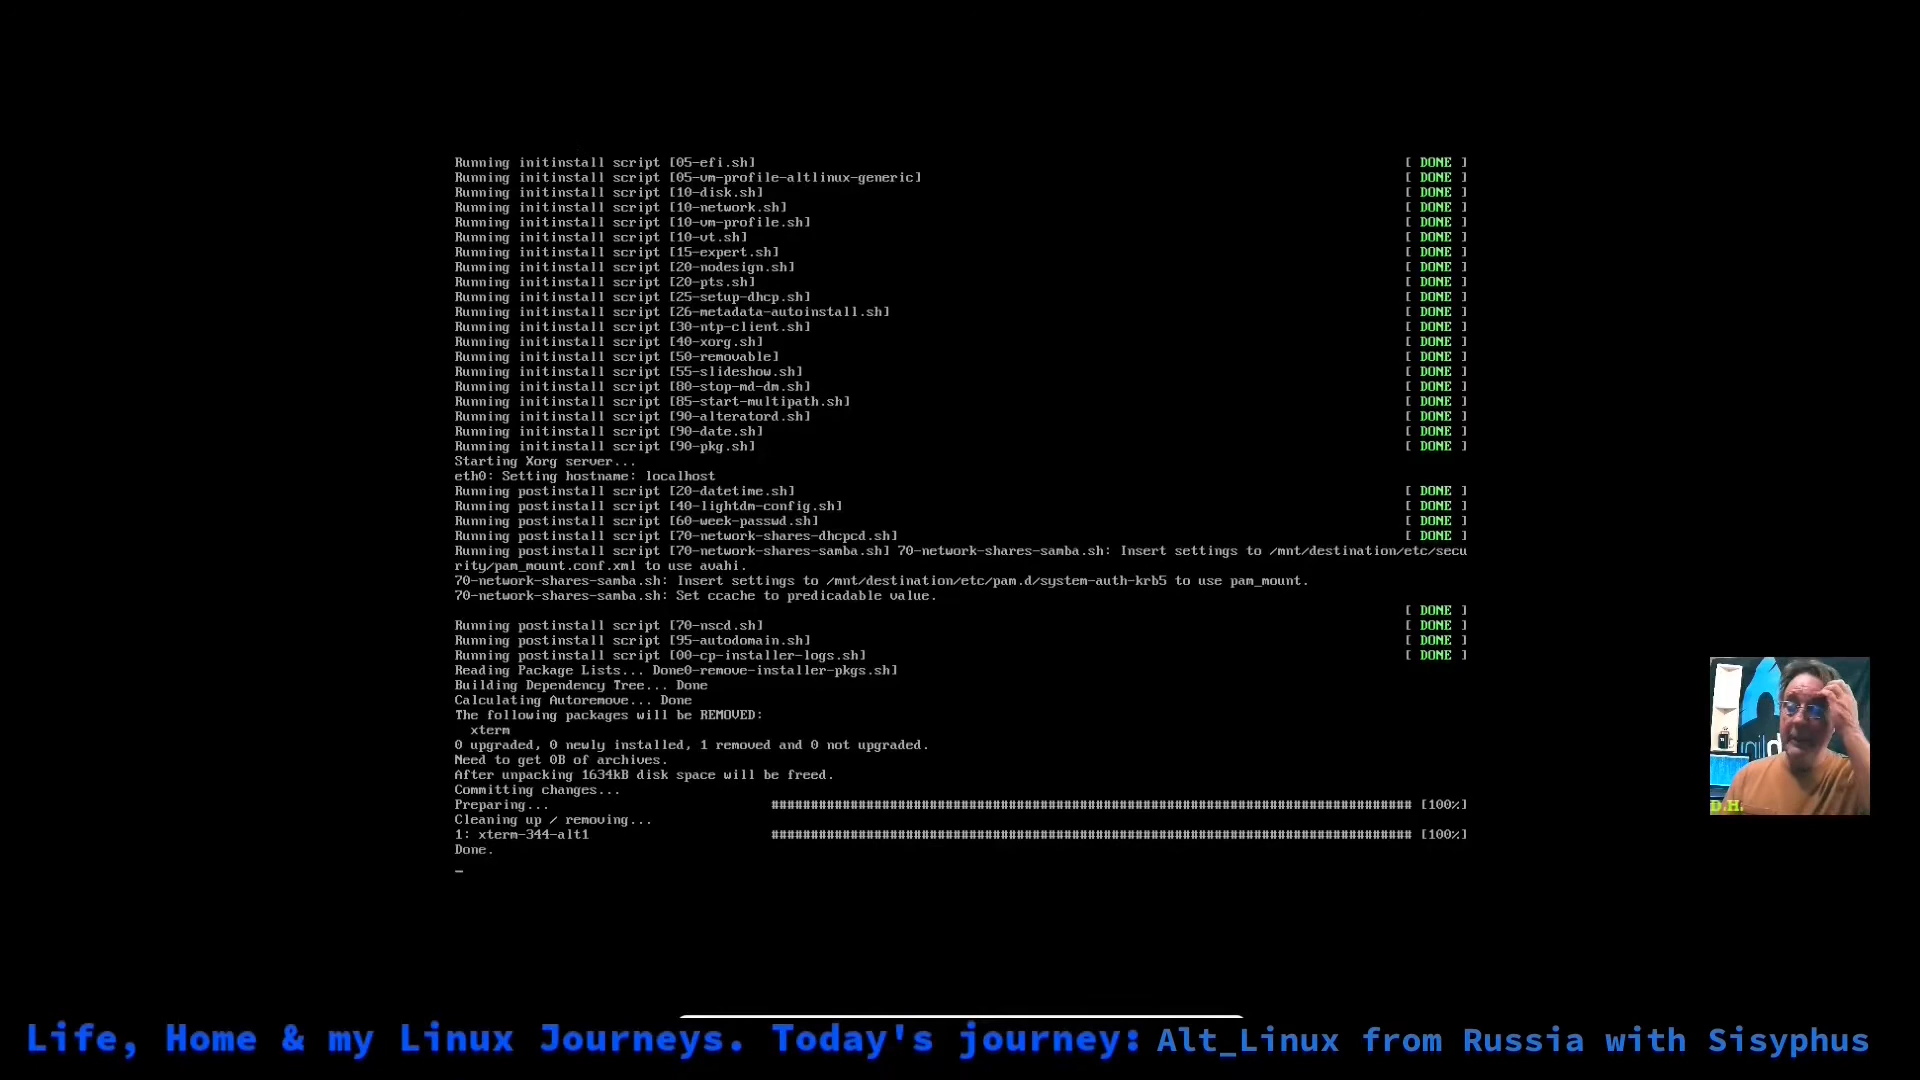 Running initinstall script [05-efi.sh] [ DONE ]
Running initinstall script [05-vm-profile-altlinux-generic] [ DONE ]
Running initinstall script [10-disk.sh] [ DONE ]
Running initinstall script [10-network.sh] [ DONE ]
Running initinstall script [10-vm-profile.sh] [ DONE ]
Running initinstall script [10-vt.sh] [ DONE ]
Running initinstall script [15-expert.sh] [ DONE ]
Running initinstall script [20-nodesign.sh] [ DONE ]
Running initinstall script [20-pts.sh] [ DONE ]
Running initinstall script [25-setup-dhcp.sh] [ DONE ]
Running initinstall script [26-metadata-autoinstall.sh] [ DONE ]
Running initinstall script [30-ntp-client.sh] [ DONE ]
Running initinstall script [40-xorg.sh] [ DONE ]
Running initinstall script [50-removable] [ DONE ]
Running initinstall script [55-slideshow.sh] [ DONE ]
Running initinstall script [80-stop-md-dm.sh] [ DONE ]
Running initinstall script [85-start-multipath.sh] [ DONE ]
Running initinstall script [90-alteratord.sh] [ DONE ]
Running initinstall script [90-date.sh] [ DONE ]
Running initinstall script [90-pkg.sh] [ DONE ]
Starting Xorg server...
eth0: Setting hostname: localhost
Running postinstall script [20-datetime.sh] [ DONE ]
Running postinstall script [40-lightdm-config.sh] [ DONE ]
Running postinstall script [60-week-passwd.sh] [ DONE ]
Running postinstall script [70-network-shares-dhcpcd.sh] [ DONE ]
Running postinstall script [70-network-shares-samba.sh] 70-network-shares-samba.sh: Insert settings to /mnt/destination/etc/secu
rity/pam_mount.conf.xml to use avahi.
70-network-shares-samba.sh: Insert settings to /mnt/destination/etc/pam.d/system-auth-krb5 to use pam_mount.
70-network-shares-samba.sh: Set ccache to predicadable value.
[ DONE ]
Running postinstall script [70-nscd.sh] [ DONE ]
Running postinstall script [95-autodomain.sh] [ DONE ]
Running postinstall script [00-cp-installer-logs.sh] [ DONE ]
Reading Package Lists... Done0-remove-installer-pkgs.sh]
Building Dependency Tree... Done
Calculating Autoremove... Done
The following packages will be REMOVED:
xterm
0 upgraded, 0 newly installed, 1 removed and 0 not upgraded.
Need to get 0B of archives.
After unpacking 1634kB disk space will be freed.
Committing changes...
Preparing... ################################################################################# [100%]
Cleaning up / removing...
1: xterm-344-alt1 ################################################################################# [100%]
Done.
_
D.H.
Life, Home & my Linux Journeys. Today's journey: Alt_Linux from Russia with Sisyphus